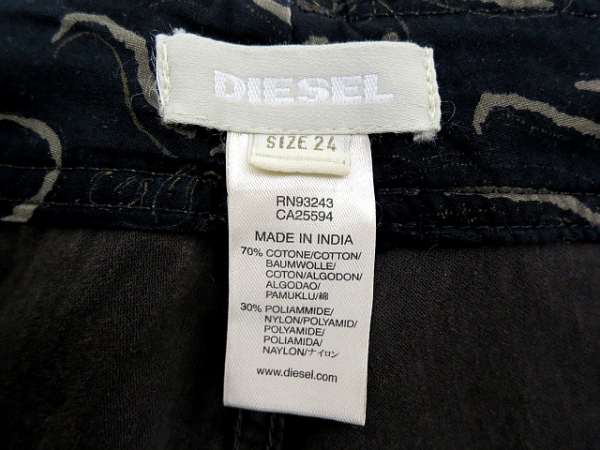 DIESEL
SIZE 24
RN93243
CA25594
MADE IN INDIA
70% COTONE/COTTON/
BAUMWOLLE/
COTON/ALGODON/
ALGODAO/
PAMUKLU/綿
30% POLIAMMIDE/
NYLON/POLYAMID/
POLYAMIDE/
POLIAMIDA/
NAYLON/ナイロン
www.diesel.com